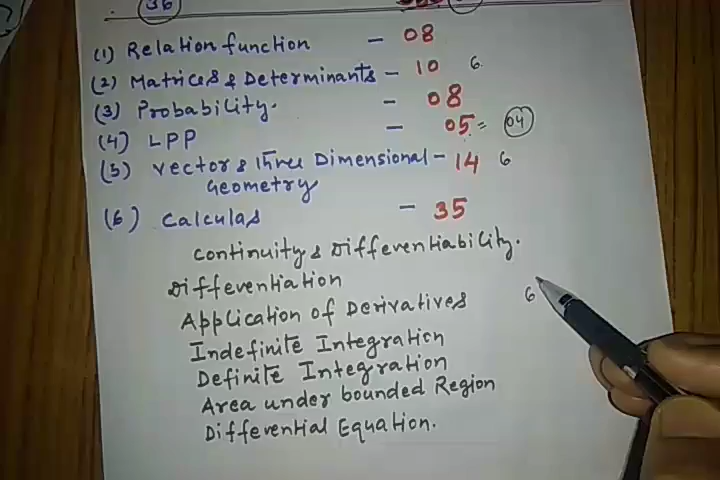 36
(1) Relation function - 08
(2) Matrices & Determinants - 10 6
(3) Probability. - 08
(4) LPP - 05 = 04
(5) Vector & Three Dimensional - 14 6
Geometry
(6) Calculas - 35
Continuity & Differentiability.
Differentiation
Application of Derivatives 6
Indefinite Integration
Definite Integration
Area under bounded Region
Differential Equation.